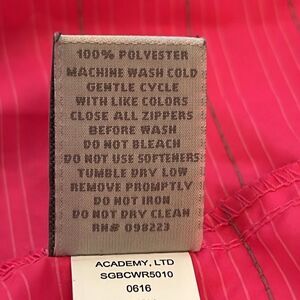 100% POLYESTER
MACHINE WASH COLD
GENTLE CYCLE
WITH LIKE COLORS
CLOSE ALL ZIPPERS
BEFORE WASH
DO NOT BLEACH
DO NOT USE SOFTENERS
TUMBLE DRY LOW
REMOVE PROMPTLY
DO NOT IRON
DO NOT DRY CLEAN
RN# 098223
ACADEMY, LTD
SGBCWR5010
0616